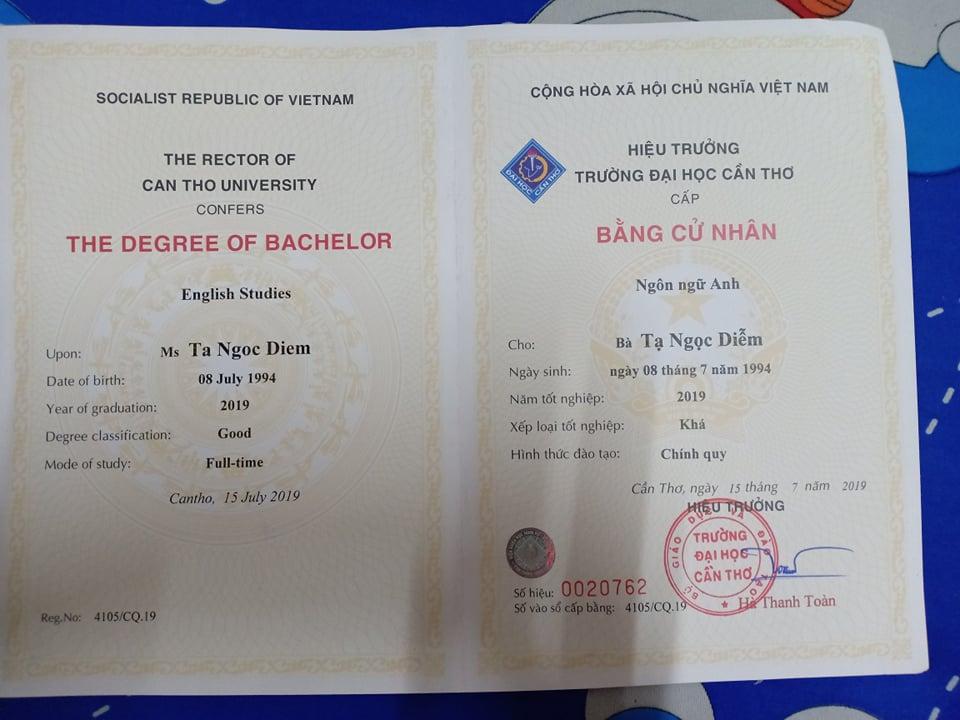 SOCIALIST REPUBLIC OF VIETNAM
THE RECTOR OF
CAN THO UNIVERSITY
CONFERS
THE DEGREE OF BACHELOR
English Studies
Upon: Ms Ta Ngoc Diem
Date of birth: 08 July 1994
Year of graduation: 2019
Degree classification: Good
Mode of study: Full-time
Cantho, 15 July 2019
Reg.No: 4105/CQ.19
CỘNG HÒA XÃ HỘI CHỦ NGHĨA VIỆT NAM
HIỆU TRƯỞNG
TRƯỜNG ĐẠI HỌC CẦN THƠ
ĐẠI HỌC CẦN THƠ
CẤP
BẰNG CỬ NHÂN
Ngôn ngữ Anh
Cho: Bà Tạ Ngọc Diễm
Ngày sinh: ngày 08 tháng 7 năm 1994
Năm tốt nghiệp: 2019
Xếp loại tốt nghiệp: Khá
Hình thức đào tạo: Chính quy
Cần Thơ, ngày 15 tháng 7 năm 2019
HIỆU TRƯỞNG
BỘ GIÁO DỤC VÀ ĐÀO TẠO
TRƯỜNG
ĐẠI HỌC
CẦN THƠ
Số hiệu: 0020762
Số vào sổ cấp bằng: 4105/CQ.19
Hà Thanh Toàn